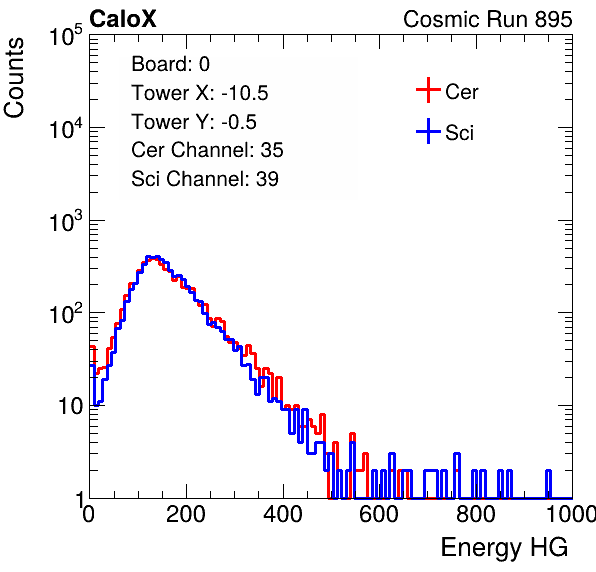 CaloX Cosmic Run 895
Counts
10^5
10^4
10^3
10^2
10
1
Board: 0
Tower X: -10.5
Tower Y: -0.5
Cer Channel: 35
Sci Channel: 39
Cer
Sci
0 200 400 600 800 1000
Energy HG